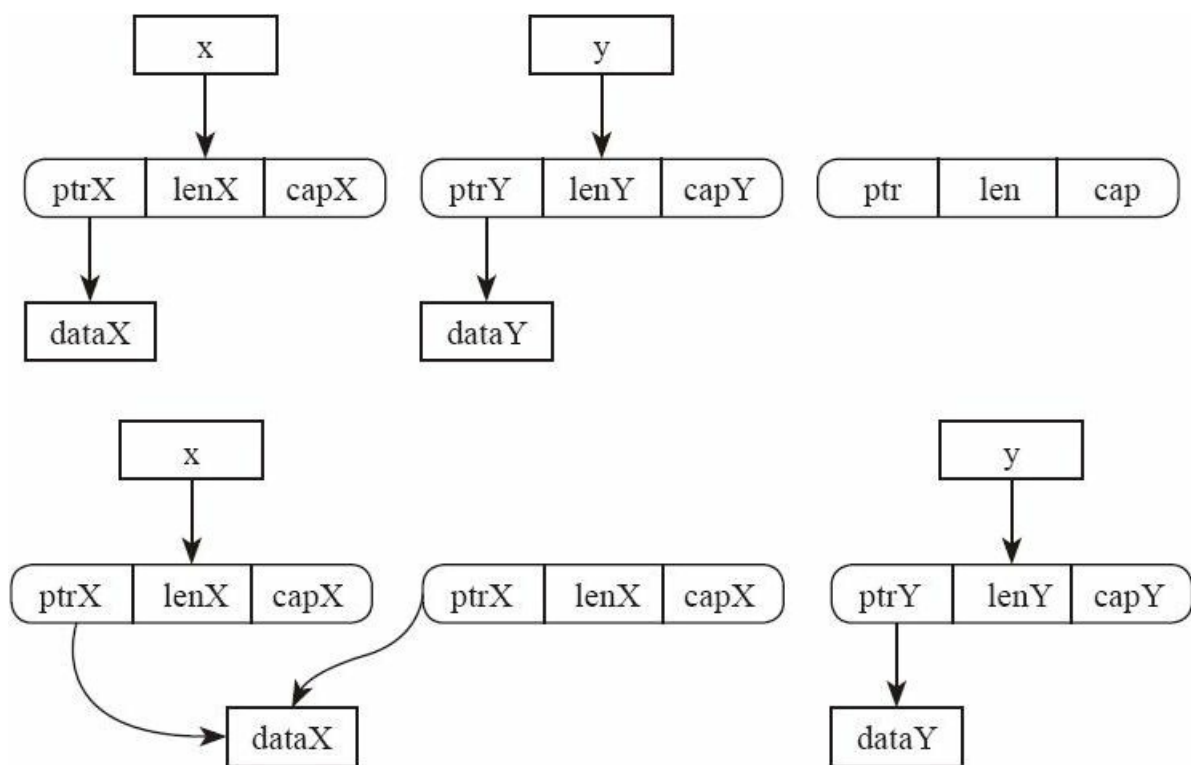 x y
ptrX lenX capX ptrY lenY capY ptr len cap
dataX dataY
x y
ptrX lenX capX ptrX lenX capX ptrY lenY capY
dataX dataY